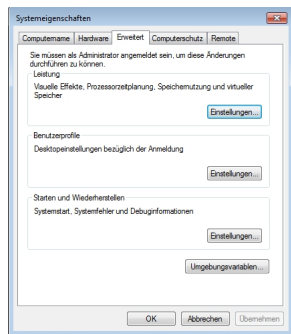 Systemeigenschaften
Computername Hardware Erweitert Computerschutz Remote
Sie müssen als Administrator angemeldet sein, um diese Änderungen
durchführen zu können.
Leistung
Visuelle Effekte, Prozessorzeitplanung, Speichernutzung und virtueller
Speicher
Einstellungen...
Benutzerprofile
Desktopeinstellungen bezüglich der Anmeldung
Einstellungen...
Starten und Wiederherstellen
Systemstart, Systemfehler und Debuginformationen
Einstellungen...
Umgebungsvariablen...
OK Abbrechen Übernehmen